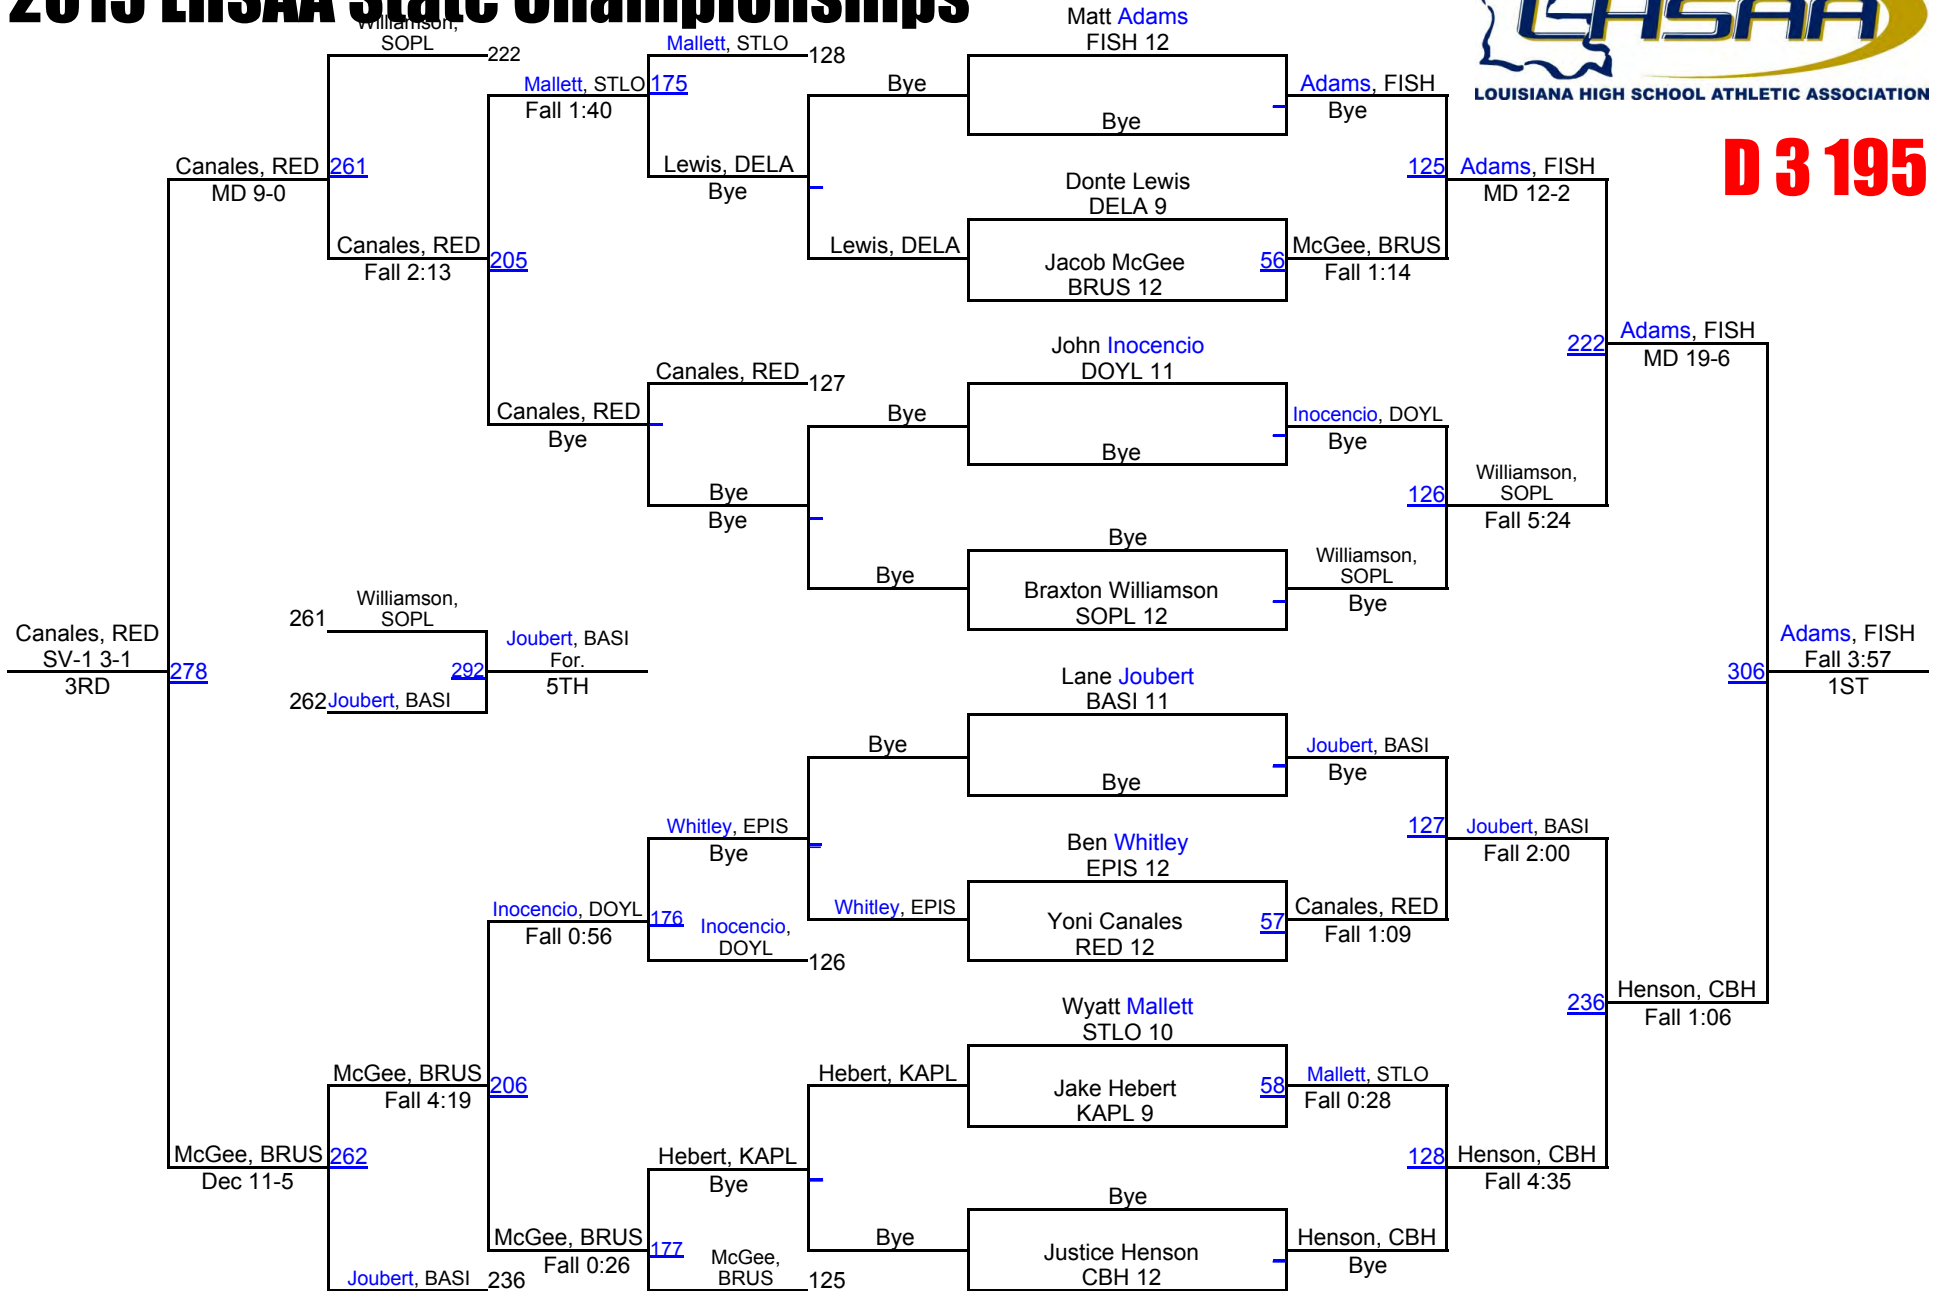 2015 LHSAA State Championships
LHSAA
LOUISIANA HIGH SCHOOL ATHLETIC ASSOCIATION
D 3 195
Williamson,
SOPL
222
Canales, RED
MD 9-0
261
Canales, RED
Fall 2:13
205
Mallett, STLO
Fall 1:40
175
Mallett, STLO
128
Lewis, DELA
Bye
Bye
Lewis, DELA
Canales, RED
Bye
Canales, RED
127
Bye
Bye
Bye
Bye
Matt Adams
FISH 12
Bye
Donte Lewis
DELA 9
Jacob McGee
BRUS 12
56
John Inocencio
DOYL 11
Bye
Bye
Braxton Williamson
SOPL 12
Adams, FISH
Bye
McGee, BRUS
Fall 1:14
125
Adams, FISH
MD 12-2
Inocencio, DOYL
Bye
Williamson,
SOPL
Bye
126
Williamson,
SOPL
Fall 5:24
222
Adams, FISH
MD 19-6
Canales, RED
SV-1 3-1
3RD
278
261
Williamson,
SOPL
262
Joubert, BASI
292
Joubert, BASI
For.
5TH
306
Adams, FISH
Fall 3:57
1ST
Lane Joubert
BASI 11
Bye
Ben Whitley
EPIS 12
Yoni Canales
RED 12
57
Wyatt Mallett
STLO 10
Jake Hebert
KAPL 9
58
Bye
Justice Henson
CBH 12
Bye
Whitley, EPIS
Whitley, EPIS
Bye
Inocencio, DOYL
Fall 0:56
176
Inocencio,
DOYL
126
McGee, BRUS
Fall 4:19
206
McGee, BRUS
Dec 11-5
262
Joubert, BASI
236
McGee, BRUS
Fall 0:26
177
Hebert, KAPL
Bye
McGee,
BRUS
125
Hebert, KAPL
Bye
Joubert, BASI
Bye
Canales, RED
Fall 1:09
127
Joubert, BASI
Fall 2:00
Mallett, STLO
Fall 0:28
Henson, CBH
Bye
128
Henson, CBH
Fall 4:35
236
Henson, CBH
Fall 1:06